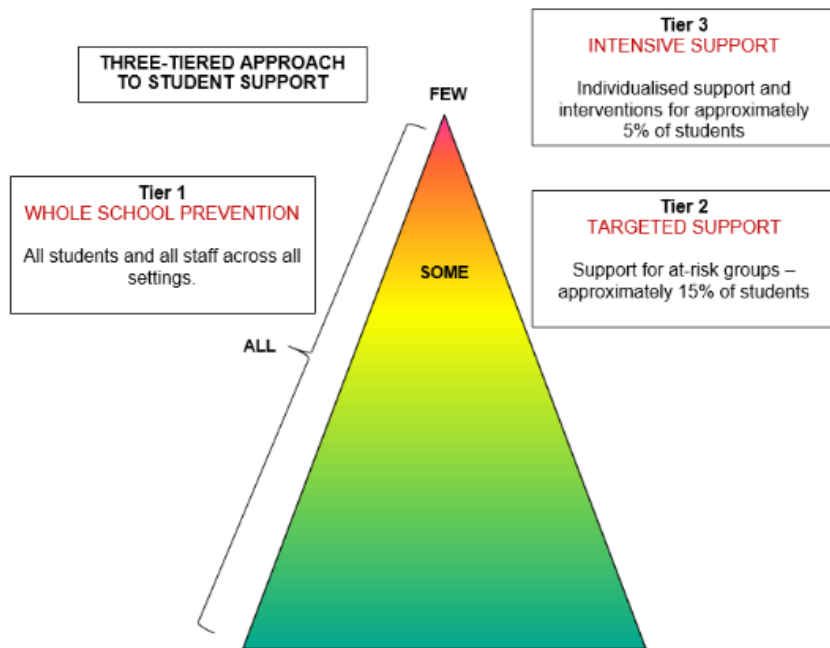 THREE-TIERED APPROACH
TO STUDENT SUPPORT
Tier 3
INTENSIVE SUPPORT
Individualised support and
interventions for approximately
5% of students
FEW
Tier 1
WHOLE SCHOOL PREVENTION
All students and all staff across all
settings.
Tier 2
TARGETED SUPPORT
Support for at-risk groups –
approximately 15% of students
SOME
ALL